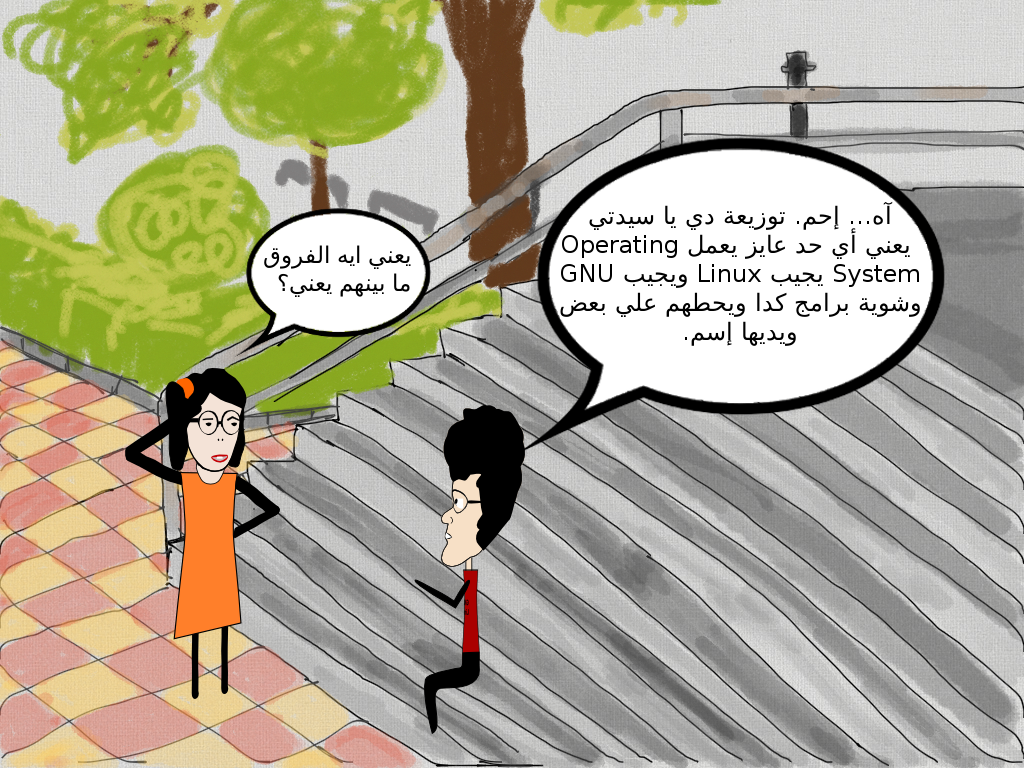 آه... إحم. توزيعة دي يا سيدتي
يعني أي حد عايز يعمل Operating
System يجيب Linux ويجيب GNU
وشوية برامج كدا ويحطهم علي بعض
ويديها إسم.
يعني ايه الفروق
ما بينهم يعني؟